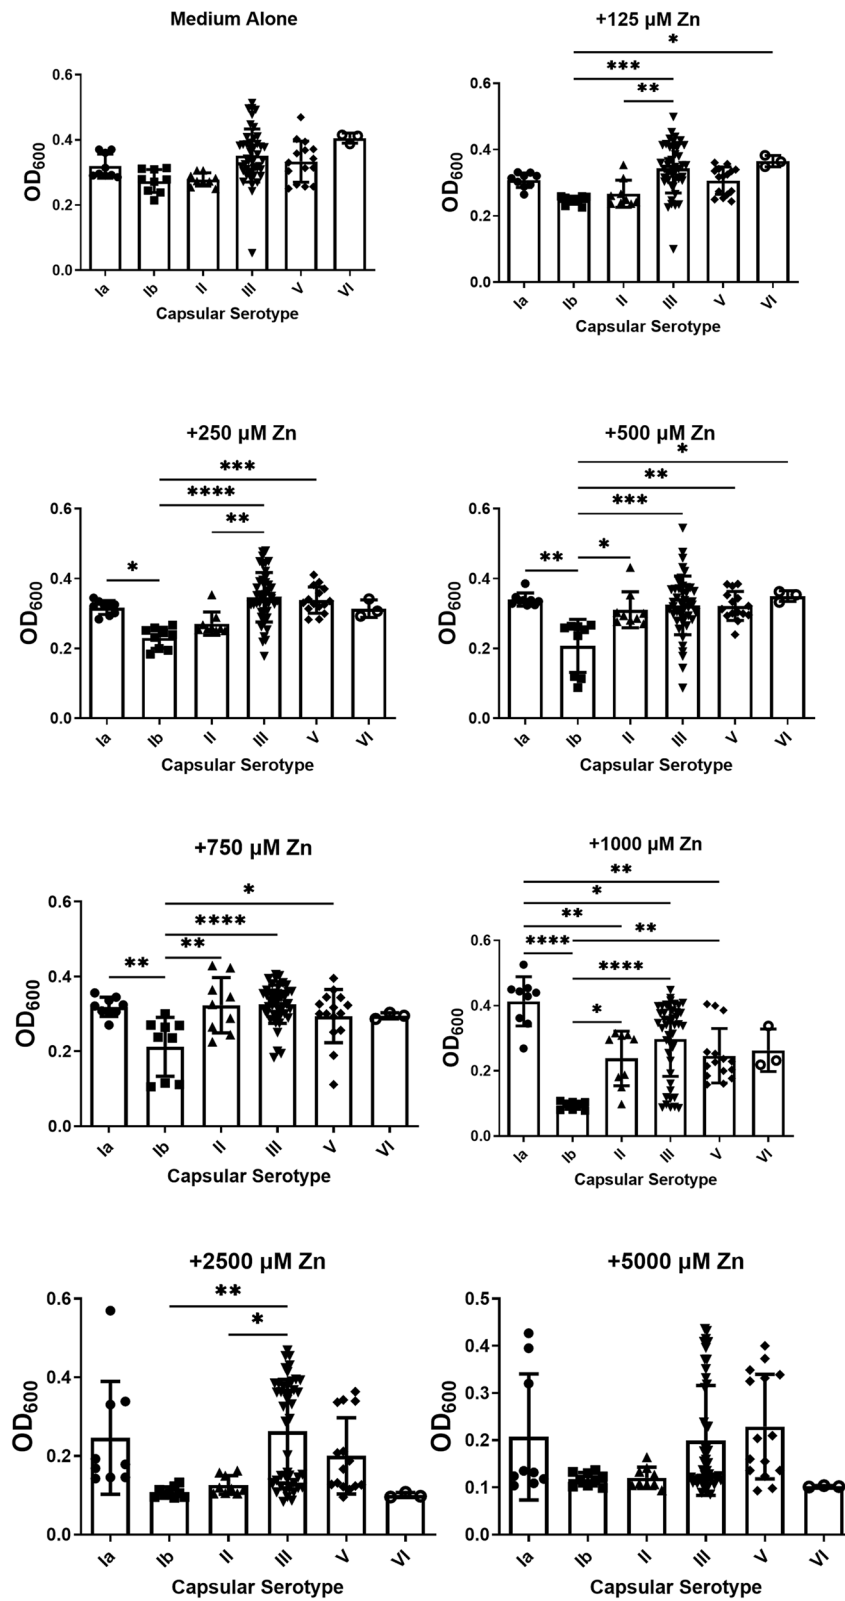 Medium Alone
OD600
0.6
0.4
0.2
0.0
Ia Ib II III V VI
Capsular Serotype
+125 µM Zn
*
***
**
OD600
0.6
0.4
0.2
0.0
Ia Ib II III V VI
Capsular Serotype
+250 µM Zn
***
****
**
*
OD600
0.6
0.4
0.2
0.0
Ia Ib II III V VI
Capsular Serotype
+500 µM Zn
*
**
***
** *
OD600
0.6
0.4
0.2
0.0
Ia Ib II III V VI
Capsular Serotype
+750 µM Zn
*
****
**
**
OD600
0.6
0.4
0.2
0.0
Ia Ib II III V VI
Capsular Serotype
+1000 µM Zn
**
*
** **
****
****
*
OD600
0.6
0.4
0.2
0.0
Ia Ib II III V VI
Capsular Serotype
+2500 µM Zn
**
*
OD600
0.6
0.4
0.2
0.0
Ia Ib II III V VI
Capsular Serotype
+5000 µM Zn
OD600
0.5
0.4
0.3
0.2
0.1
0.0
Ia Ib II III V VI
Capsular Serotype